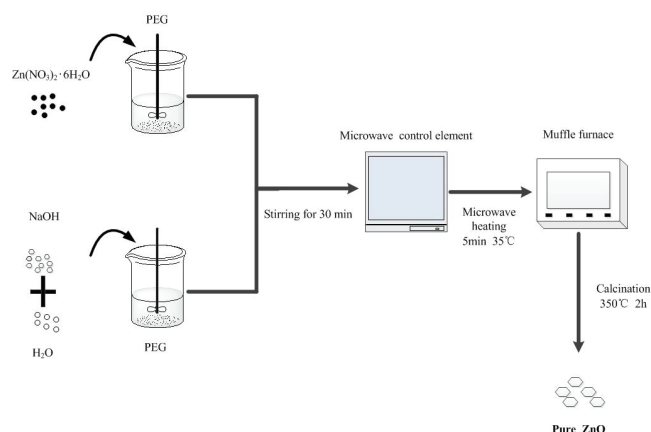 PEG
Zn(NO₃)₂·6H₂O
Microwave control element
Muffle furnace
NaOH
Stirring for 30 min
Microwave
heating
5min 35℃
Calcination
350℃ 2h
H₂O
PEG
Pure ZnO